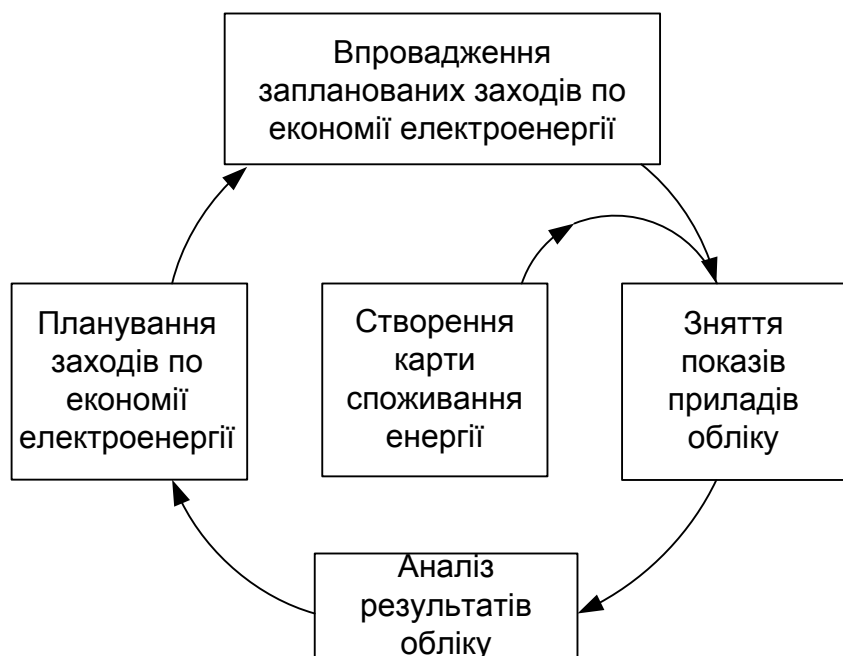 Впровадження
запланованих заходів по
економії електроенергії
Планування
заходів по
економії
електроенергії
Створення
карти
споживання
енергії
Зняття
показів
приладів
обліку
Аналіз
результатів
обліку